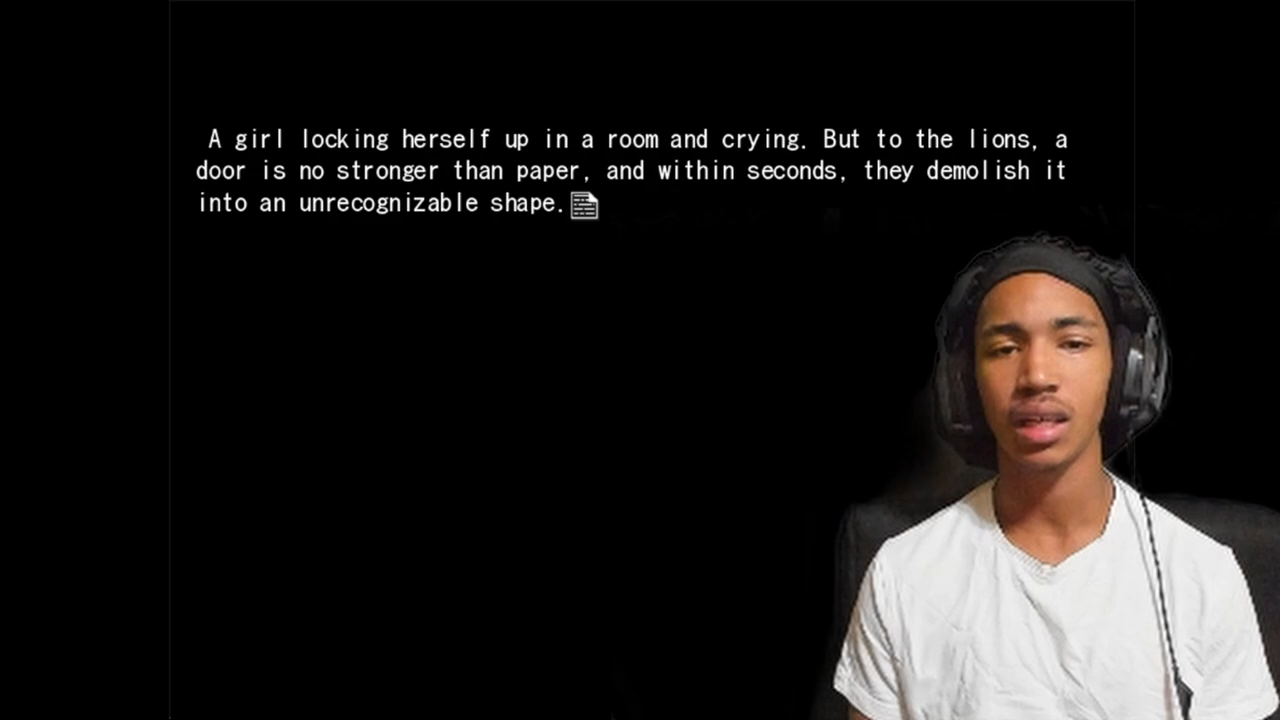 A girl locking herself up in a room and crying. But to the lions, a
door is no stronger than paper, and within seconds, they demolish it
into an unrecognizable shape.